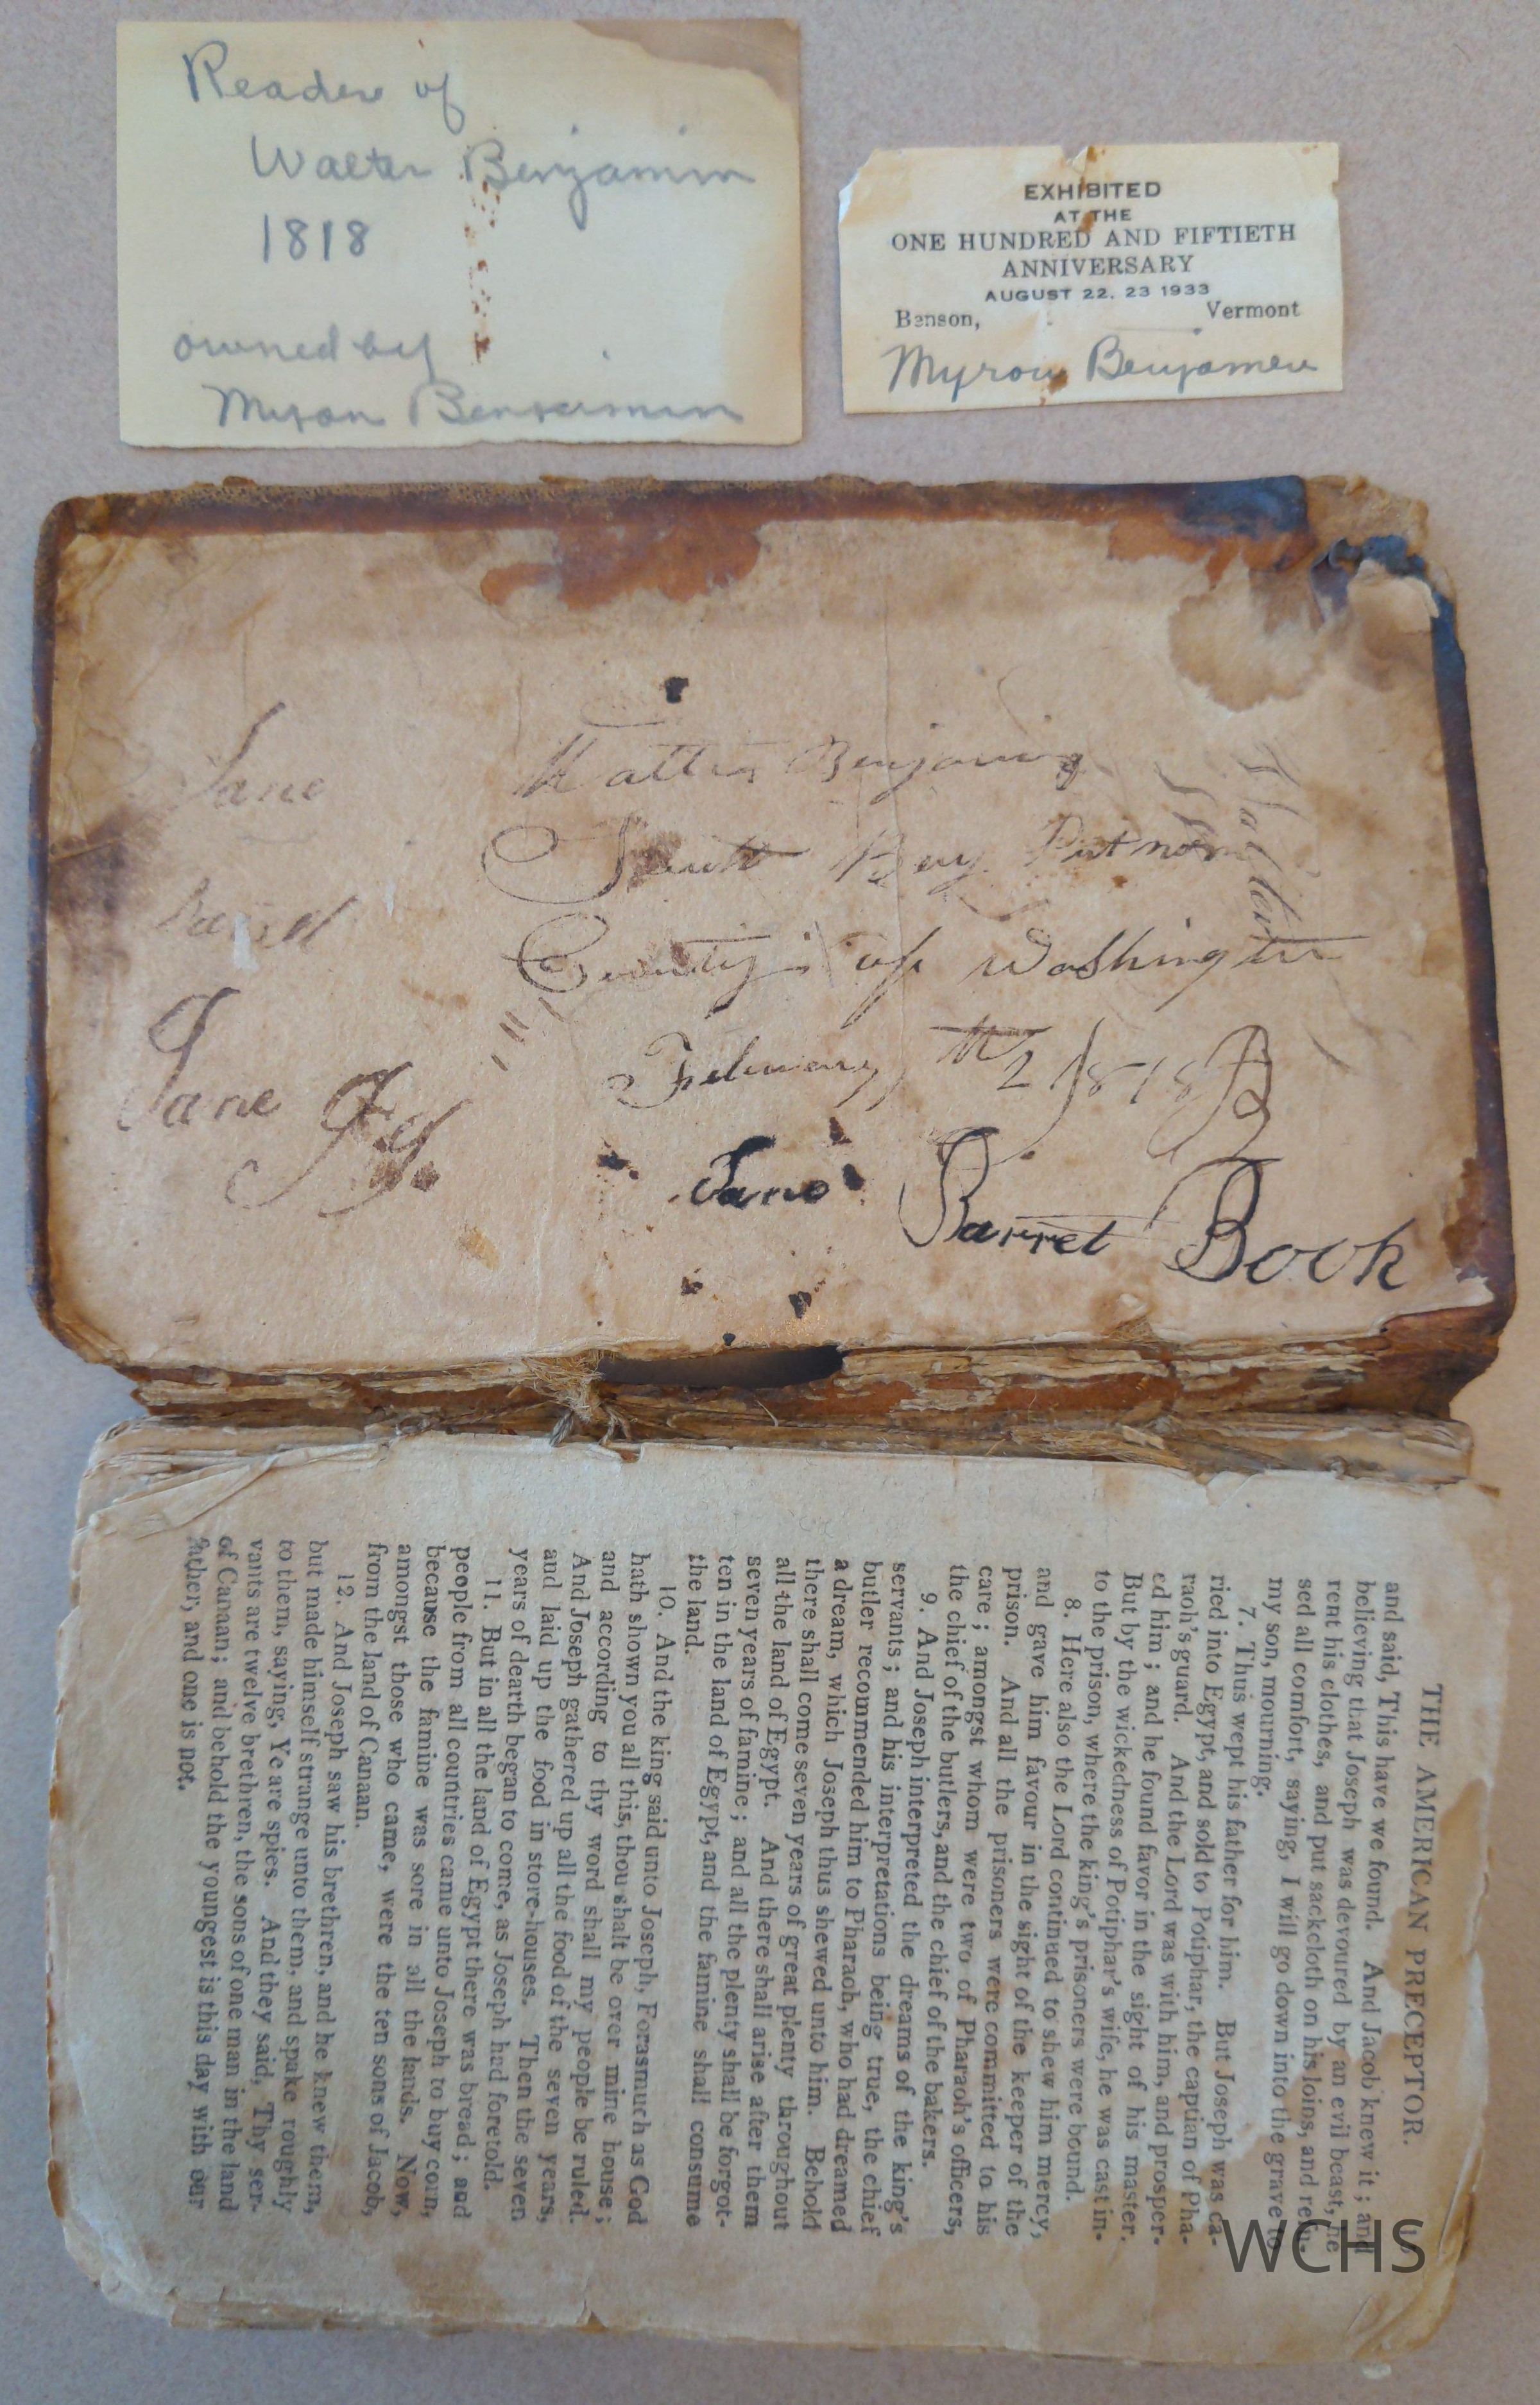 Reader of
Walter Benjamin
1818
owned by
Myron Benjamin
EXHIBITED
AT THE
ONE HUNDRED AND FIFTIETH
ANNIVERSARY
AUGUST 22, 23 1933
Benson, Vermont
Myron Benjamin
Jane
Jane
Benjamin
South Bay Putnam
County of Washington
February th 2 1818
Jane Barret Book
THE AMERICAN PRECEPTOR.
and said, This have we found. And Jacob knew it; and
believing that Joseph was devoured by an evil beast, he
rent his clothes, and put sackcloth on his loins, and refu-
sed all comfort, saying, I will go down into the grave to
my son, mourning.
7. Thus wept his father for him. But Joseph was ca-
ried into Egypt, and sold to Potiphar, the captian of Pha-
raoh's guard. And the Lord was with him, and prosper-
ed him; and he found favor in the sight of his master.
But by the wickedness of Potiphar's wife, he was cast in-
to the prison, where the king's prisoners were bound.
8. Here also the Lord continued to shew him mercy,
and gave him favour in the sight of the keeper of the
prison. And all the prisoners were committed to his
care; amongst whom were two of Pharaoh's officers,
the chief of the butlers, and the chief of the bakers.
9. And Joseph interpreted the dreams of the king's
servants; and his interpretations being true, the chief
butler recommended him to Pharaoh, who had dreamed
a dream, which Joseph thus shewed unto him. Behold
there shall come seven years of great plenty throughout
all the land of Egypt. And there shall arise after them
seven years of famine; and all the plenty shall be forgot-
ten in the land of Egypt, and the famine shall consume
the land.
10. And the king said unto Joseph, Forasmuch as God
hath shown you all this, thou shalt be over mine house;
and according to thy word shall my people be ruled.
And Joseph gathered up all the food of the seven years,
and laid up the food in store-houses. Then the seven
years of dearth began to come, as Joseph had foretold.
11. But in all the land of Egypt there was bread; and
people from all countries came unto Joseph to buy corn,
because the famine was sore in all the lands. Now,
amongst those who came, were the ten sons of Jacob,
from the land of Canaan.
12. And Joseph saw his brethren, and he knew them,
but made himself strange unto them, and spake roughly
to them, saying, Ye are spies. And they said, Thy ser-
vants are twelve brethren, the sons of one man in the land
of Canaan; and behold the youngest is this day with our
father, and one is not.
WCHS